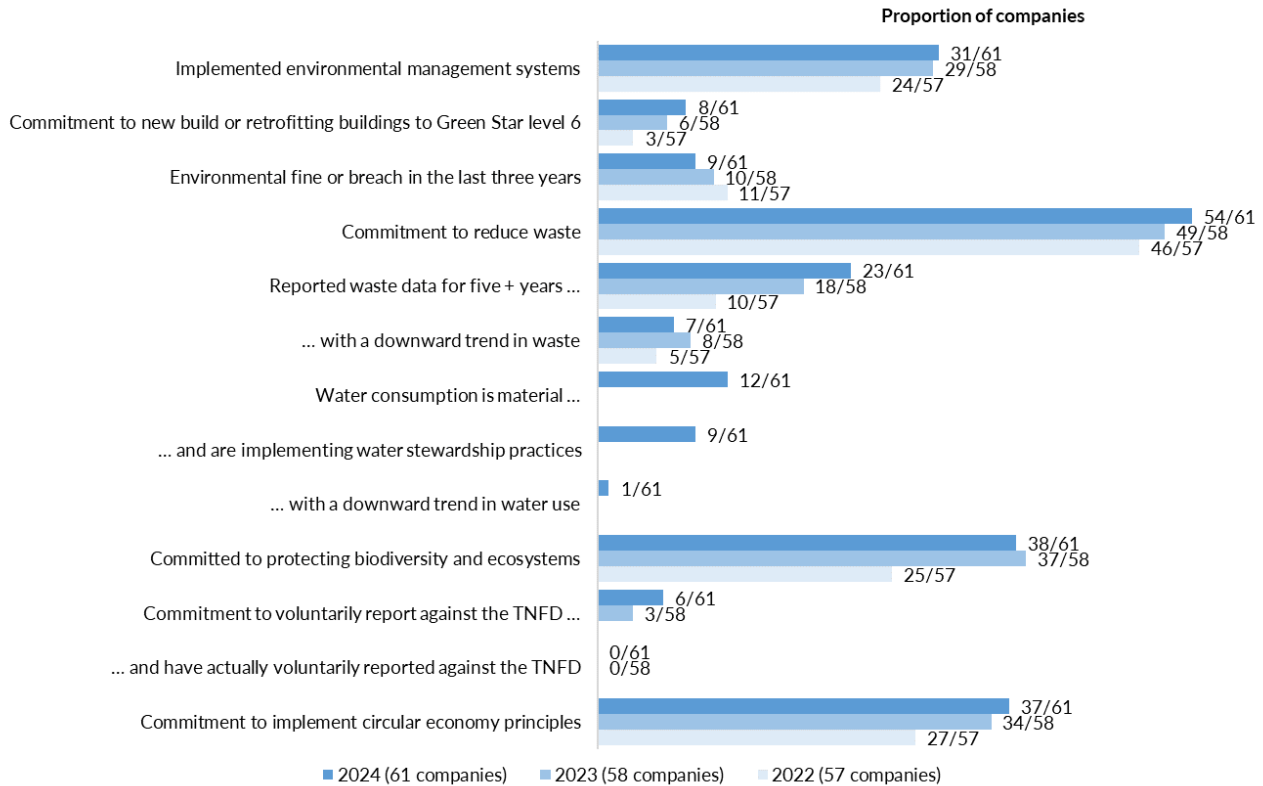 Proportion of companies
Implemented environmental management systems
31/61
29/58
24/57
Commitment to new build or retrofitting buildings to Green Star level 6
8/61
6/58
3/57
Environmental fine or breach in the last three years
9/61
10/58
11/57
Commitment to reduce waste
54/61
49/58
46/57
Reported waste data for five + years ...
23/61
18/58
10/57
... with a downward trend in waste
7/61
8/58
5/57
Water consumption is material ...
12/61
... and are implementing water stewardship practices
9/61
... with a downward trend in water use
1/61
Committed to protecting biodiversity and ecosystems
38/61
37/58
25/57
Commitment to voluntarily report against the TNFD ...
6/61
3/58
... and have actually voluntarily reported against the TNFD
0/61
0/58
Commitment to implement circular economy principles
37/61
34/58
27/57
2024 (61 companies)
2023 (58 companies)
2022 (57 companies)